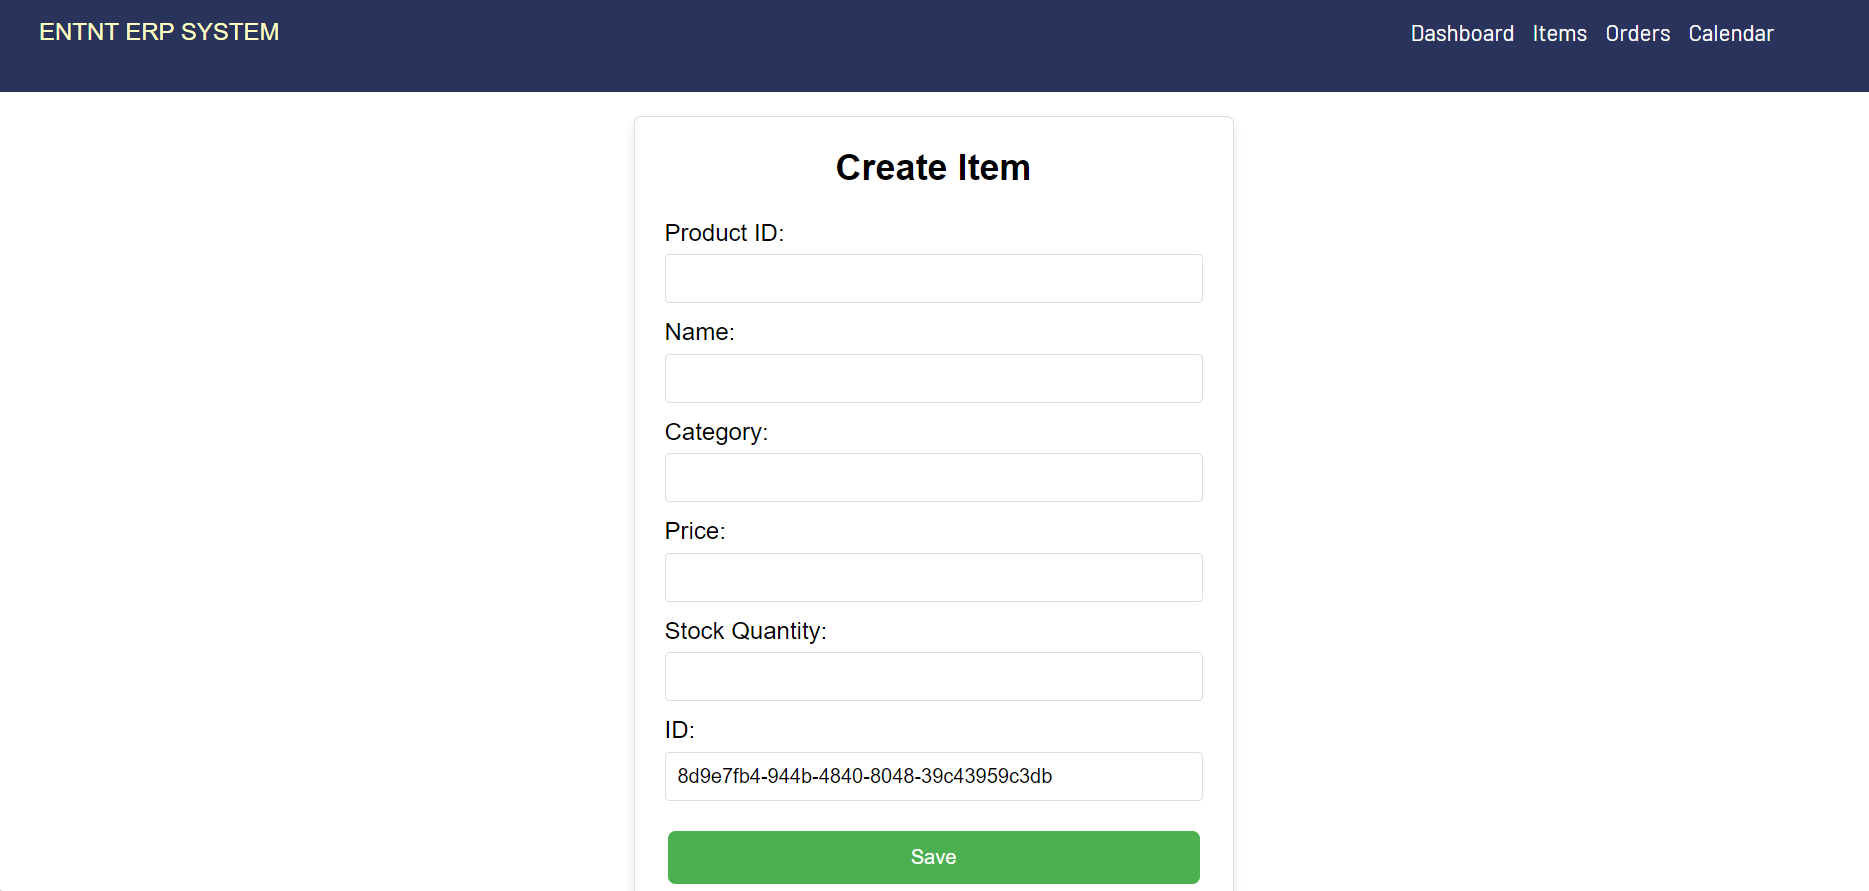 ENTNT ERP SYSTEM
Dashboard Items Orders Calendar
Create Item
Product ID:
Name:
Category:
Price:
Stock Quantity:
ID:
8d9e7fb4-944b-4840-8048-39c43959c3db
Save